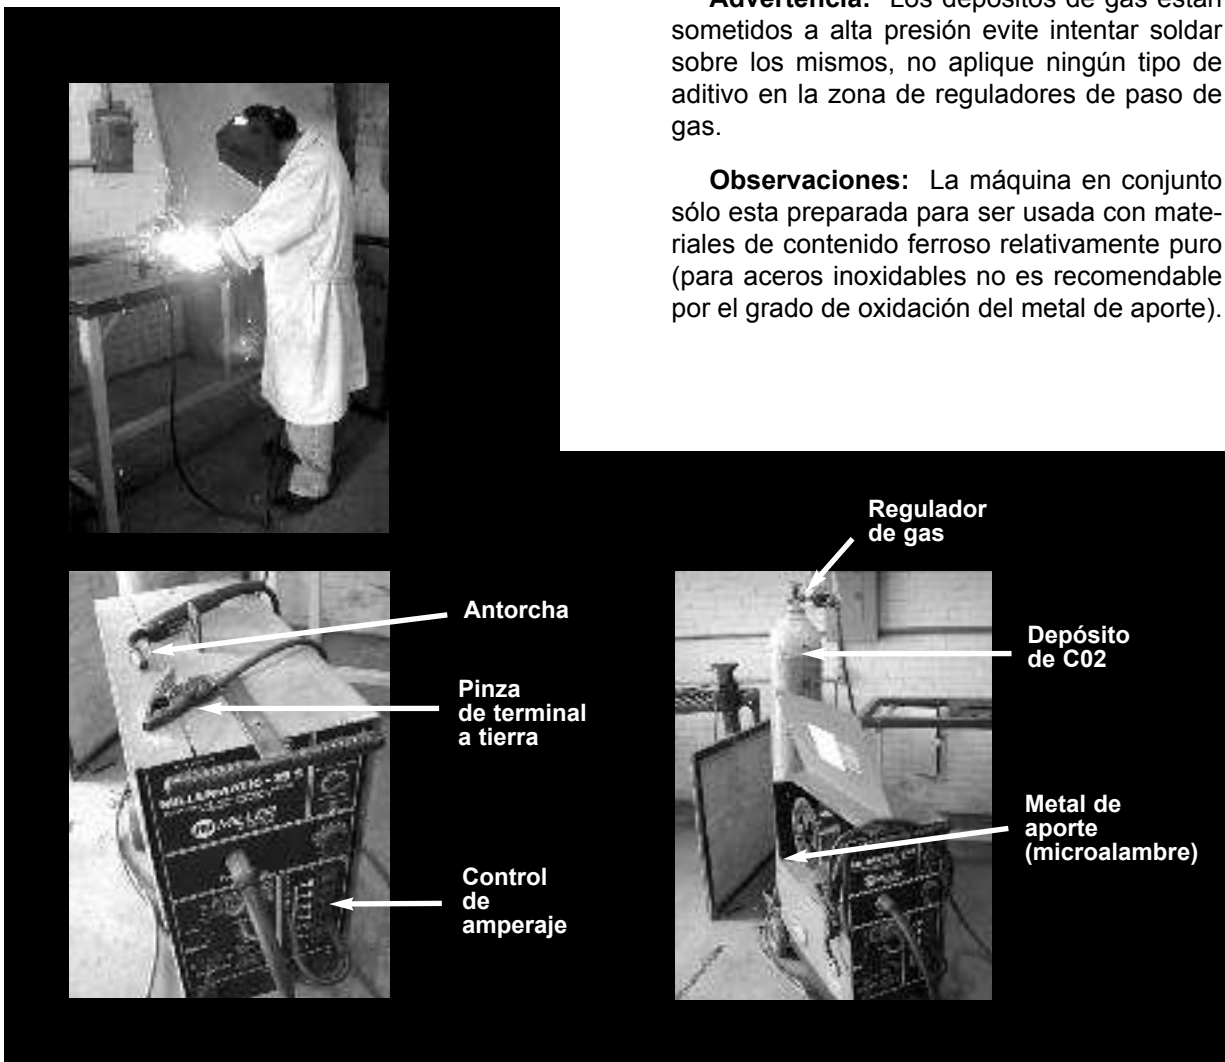 Advertencia: Los depósitos de gas están
sometidos a alta presión evite intentar soldar
sobre los mismos, no aplique ningún tipo de
aditivo en la zona de reguladores de paso de
gas.
Observaciones: La máquina en conjunto
sólo esta preparada para ser usada con mate-
riales de contenido ferroso relativamente puro
(para aceros inoxidables no es recomendable
por el grado de oxidación del metal de aporte).
Antorcha
Pinza
de terminal
a tierra
Control
de
amperaje
Regulador
de gas
Depósito
de C02
Metal de
aporte
(microalambre)
MILLERMATIC